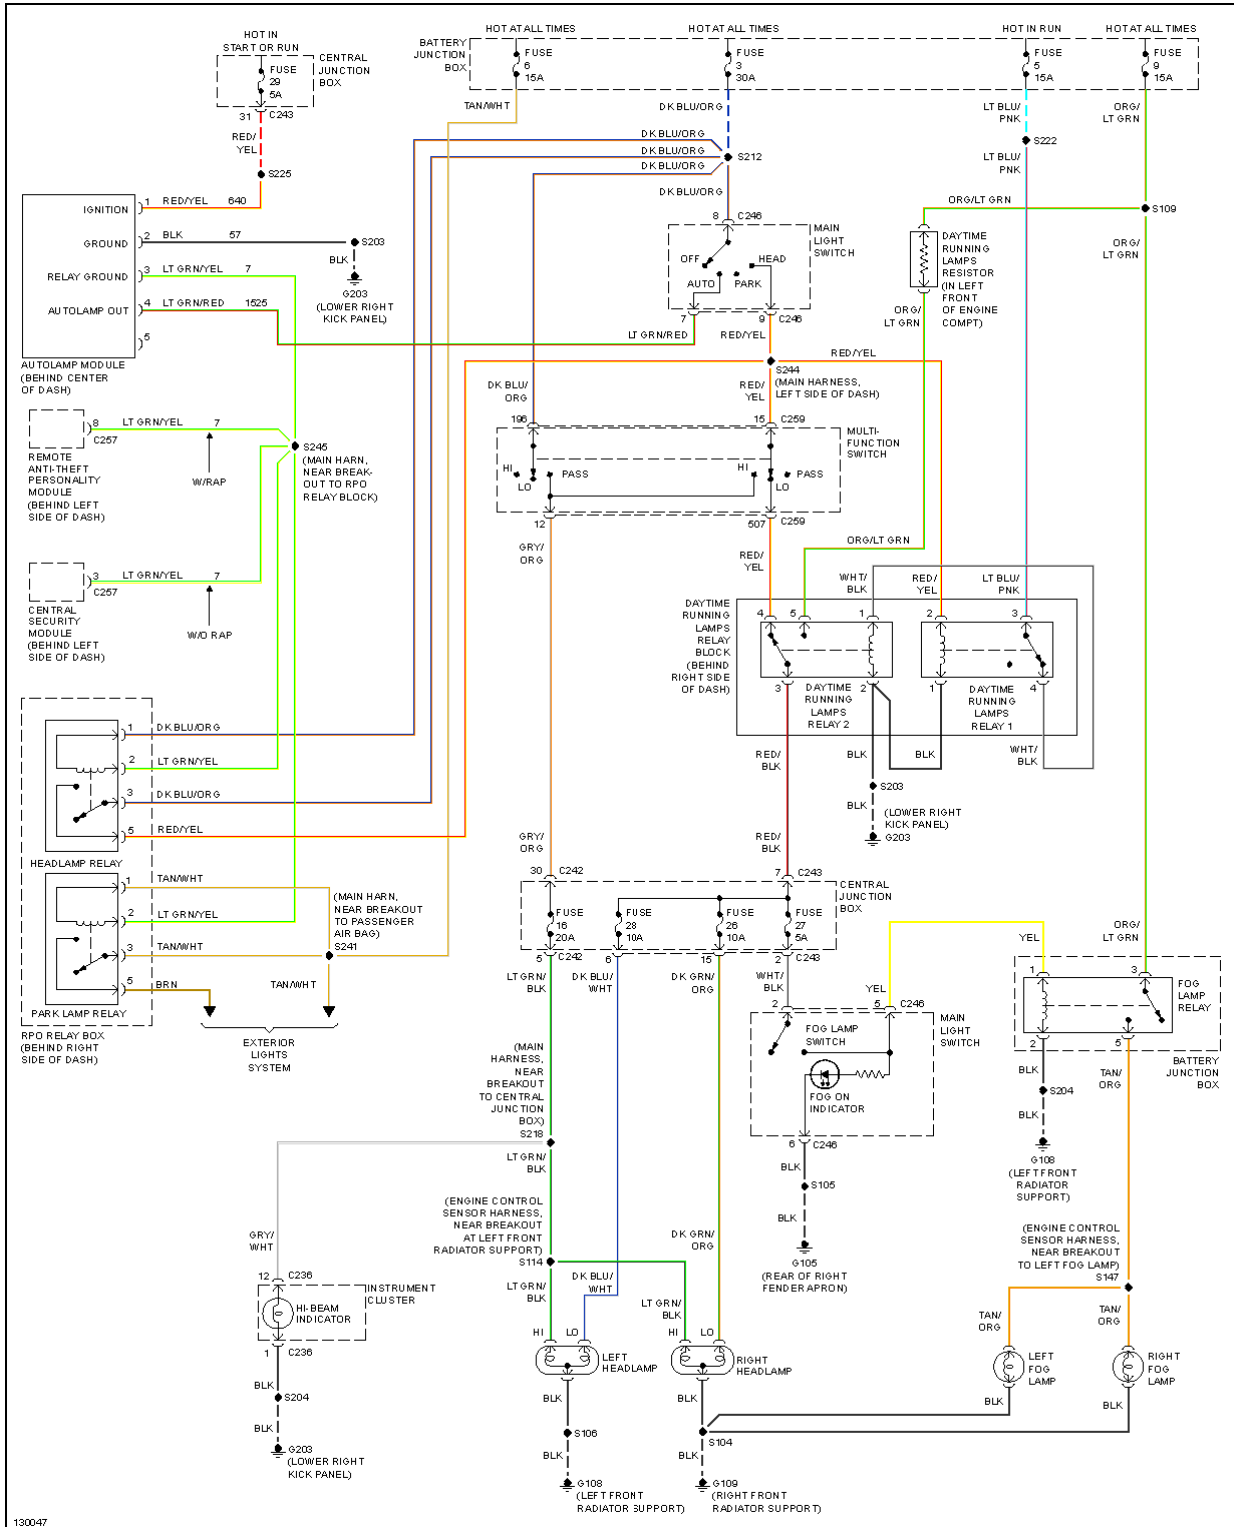 HOT IN
START OR RUN
FUSE
29
5A
CENTRAL
JUNCTION
BOX
31
C243
RED/
YEL
S225
HOT AT ALL TIMES
HOT AT ALL TIMES
HOT IN RUN
HOT AT ALL TIMES
BATTERY
JUNCTION
BOX
FUSE
6
15A
FUSE
3
30A
FUSE
5
15A
FUSE
9
15A
TAN/WHT
DK BLU/ORG
LT BLU/
PNK
ORG/
LT GRN
DK BLU/ORG
DK BLU/ORG
DK BLU/ORG
S212
S222
LT BLU/
PNK
DK BLU/ORG
ORG/LT GRN
S109
ORG/
LT GRN
IGNITION
1
RED/YEL
640
GROUND
2
BLK
57
S203
BLK
G203
(LOWER RIGHT
KICK PANEL)
RELAY GROUND
3
LT GRN/YEL
7
AUTOLAMP OUT
4
LT GRN/RED
1525
5
AUTOLAMP MODULE
(BEHIND CENTER
OF DASH)
8
C246
MAIN
LIGHT
SWITCH
OFF
HEAD
AUTO
PARK
7
9
C246
LT GRN/RED
RED/YEL
DAYTIME
RUNNING
LAMPS
RESISTOR
(IN LEFT
FRONT
OF ENGINE
COMPT)
ORG/
LT GRN
RED/YEL
S244
(MAIN HARNESS,
LEFT SIDE OF DASH)
DK BLU/
ORG
RED/
YEL
8
LT GRN/YEL
7
C257
REMOTE
ANTI-THEFT
PERSONALITY
MODULE
(BEHIND LEFT
SIDE OF DASH)
W/RAP
S245
(MAIN HARN,
NEAR BREAK-
OUT TO RPO
RELAY BLOCK)
196
15
C259
MULTI-
FUNCTION
SWITCH
HI
PASS
LO
HI
PASS
LO
12
507
C259
GRY/
ORG
RED/
YEL
ORG/LT GRN
3
LT GRN/YEL
7
C257
CENTRAL
SECURITY
MODULE
(BEHIND LEFT
SIDE OF DASH)
W/O RAP
WHT/
BLK
RED/
YEL
LT BLU/
PNK
DAYTIME
RUNNING
LAMPS
RELAY
BLOCK
(BEHIND
RIGHT SIDE
OF DASH)
4
5
1
2
3
3
2
1
4
DAYTIME
RUNNING
LAMPS
RELAY 2
DAYTIME
RUNNING
LAMPS
RELAY 1
RED/
BLK
BLK
BLK
WHT/
BLK
S203
BLK
(LOWER RIGHT
KICK PANEL)
G203
1
DK BLU/ORG
2
LT GRN/YEL
3
DK BLU/ORG
5
RED/YEL
HEADLAMP RELAY
1
TAN/WHT
2
LT GRN/YEL
3
TAN/WHT
5
BRN
PARK LAMP RELAY
RPO RELAY BOX
(BEHIND RIGHT
SIDE OF DASH)
(MAIN HARN,
NEAR BREAKOUT
TO PASSENGER
AIR BAG)
S241
TAN/WHT
EXTERIOR
LIGHTS
SYSTEM
GRY/
ORG
RED/
BLK
30
C242
7
C243
CENTRAL
JUNCTION
BOX
FUSE
16
20A
FUSE
28
10A
FUSE
26
10A
FUSE
27
5A
5
C242
6
15
2
C243
LT GRN/
BLK
DK BLU/
WHT
DK GRN/
ORG
WHT/
BLK
YEL
YEL
ORG/
LT GRN
1
3
FOG
LAMP
RELAY
2
5
BATTERY
JUNCTION
BOX
2
5
C246
FOG LAMP
SWITCH
MAIN
LIGHT
SWITCH
FOG ON
INDICATOR
6
C246
BLK
S105
BLK
G105
(REAR OF RIGHT
FENDER APRON)
BLK
TAN/
ORG
S204
BLK
G108
(LEFT FRONT
RADIATOR
SUPPORT)
(MAIN
HARNESS,
NEAR
BREAKOUT
TO CENTRAL
JUNCTION
BOX)
S218
LT GRN/
BLK
(ENGINE CONTROL
SENSOR HARNESS,
NEAR BREAKOUT
AT LEFT FRONT
RADIATOR SUPPORT)
S114
DK GRN/
ORG
(ENGINE CONTROL
SENSOR HARNESS,
NEAR BREAKOUT
TO LEFT FOG LAMP)
S147
GRY/
WHT
12
C236
INSTRUMENT
CLUSTER
HI-BEAM
INDICATOR
1
C236
BLK
S204
BLK
G203
(LOWER RIGHT
KICK PANEL)
LT GRN/
BLK
DK BLU/
WHT
LT GRN/
BLK
HI
LO
HI
LO
LEFT
HEADLAMP
RIGHT
HEADLAMP
TAN/
ORG
TAN/
ORG
LEFT
FOG
LAMP
RIGHT
FOG
LAMP
BLK
BLK
BLK
BLK
S106
S104
BLK
BLK
G108
(LEFT FRONT
RADIATOR SUPPORT)
G109
(RIGHT FRONT
RADIATOR SUPPORT)
130047